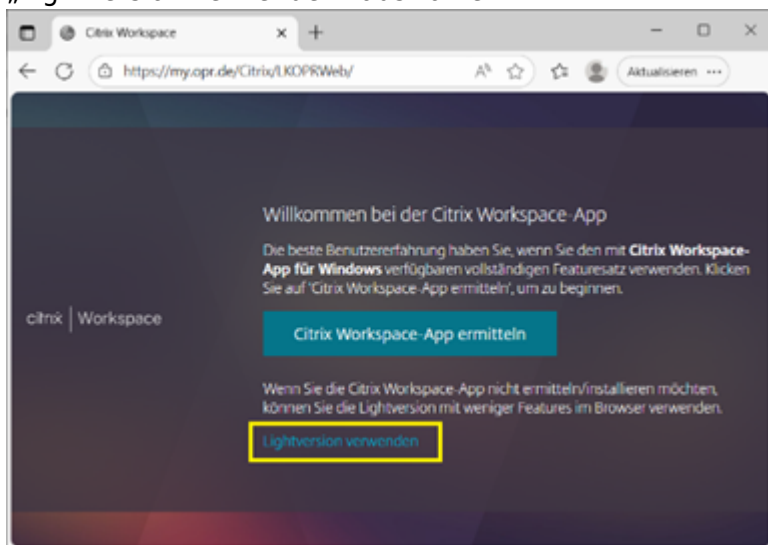 Citrix Workspace
https://my.opr.de/Citrix/LKOPRWeb/
Aktualisieren
Willkommen bei der Citrix Workspace-App
Die beste Benutzererfahrung haben Sie, wenn Sie den mit Citrix Workspace-
App für Windows verfügbaren vollständigen Featuresatz verwenden. Klicken
Sie auf 'Citrix Workspace-App ermitteln', um zu beginnen.
citrix | Workspace
Citrix Workspace-App ermitteln
Wenn Sie die Citrix Workspace-App nicht ermitteln/installieren möchten,
können Sie die Lightversion mit weniger Features im Browser verwenden.
Lightversion verwenden